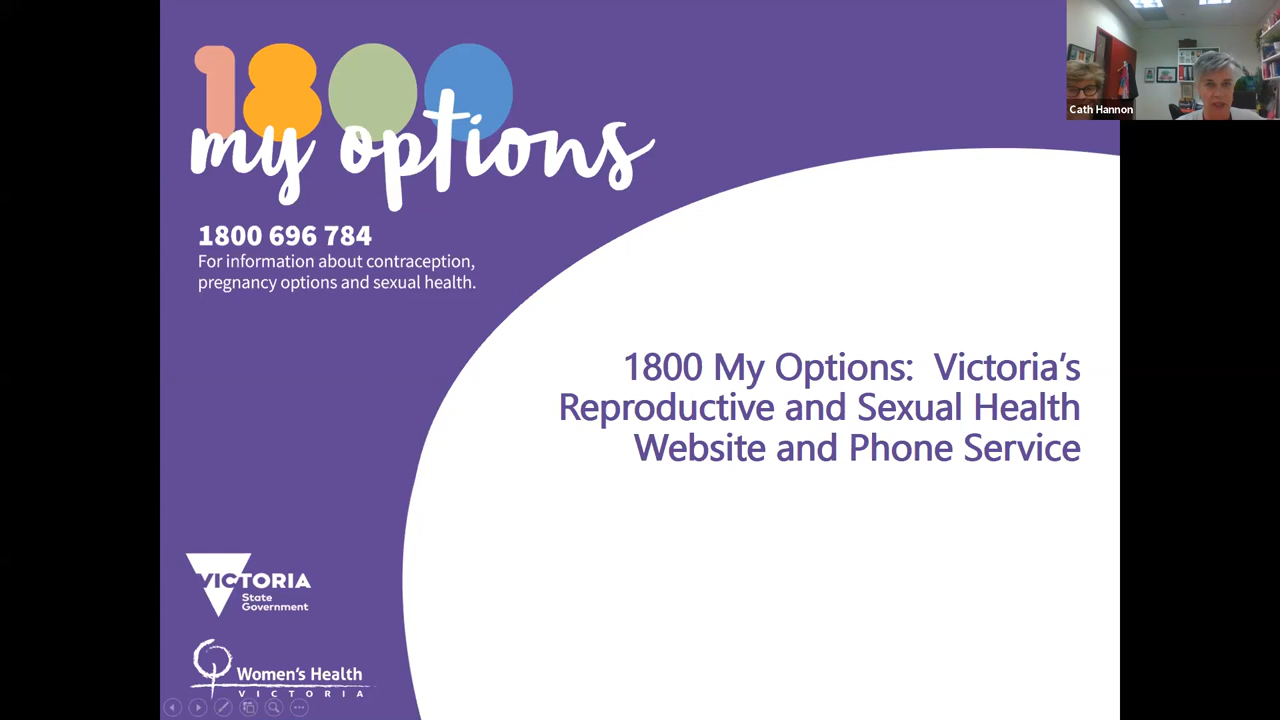 1800
my options
1800 696 784
For information about contraception,
pregnancy options and sexual health.
1800 My Options: Victoria's
Reproductive and Sexual Health
Website and Phone Service
VICTORIA
State
Government
Women's Health
VICTORIA
Cath Hannon